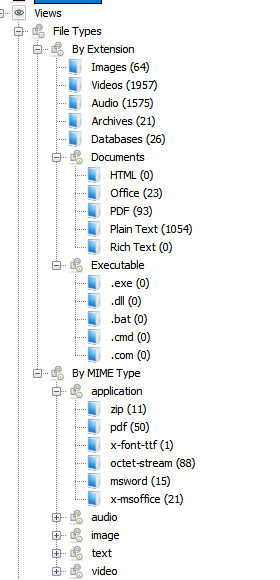 Views
File Types
By Extension
Images (64)
Videos (1957)
Audio (1575)
Archives (21)
Databases (26)
Documents
HTML (0)
Office (23)
PDF (93)
Plain Text (1054)
Rich Text (0)
Executable
.exe (0)
.dll (0)
.bat (0)
.cmd (0)
.com (0)
By MIME Type
application
zip (11)
pdf (50)
x-font-ttf (1)
octet-stream (88)
msword (15)
x-msoffice (21)
audio
image
text
video